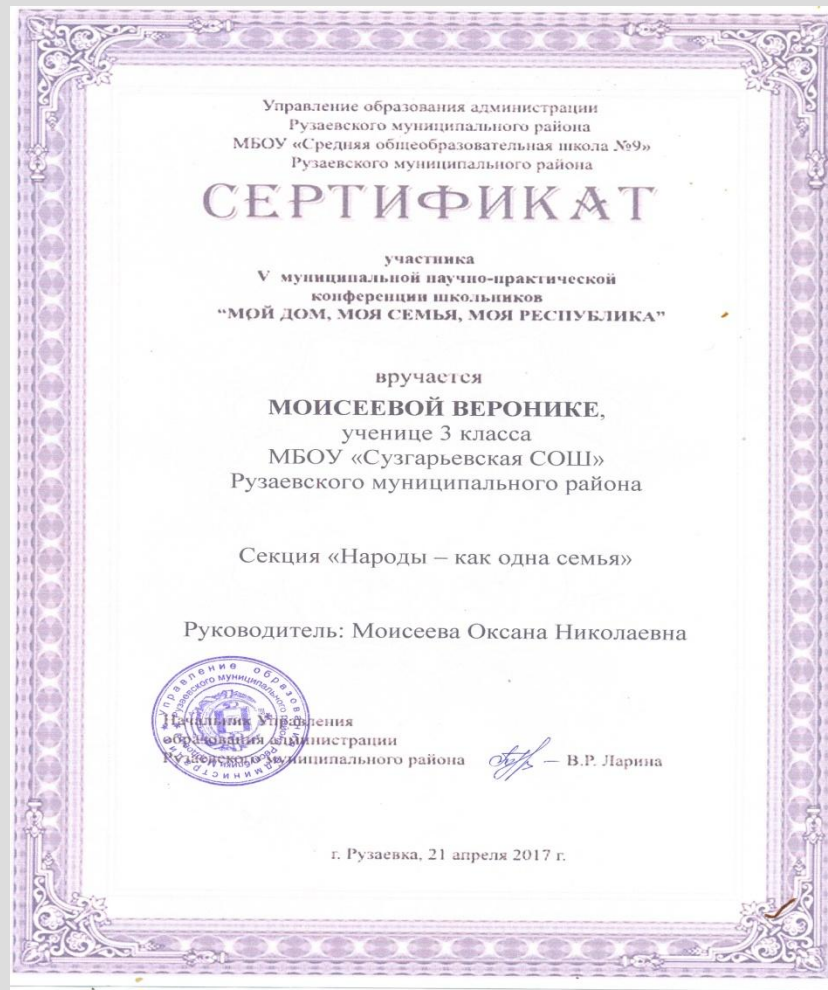 Управление образования администрации
Рузаевского муниципального района
МБОУ «Средняя общеобразовательная школа №9»
Рузаевского муниципального района
СЕРТИФИКАТ
участника
V муниципальной научно-практической
конференции школьников
“МОЙ ДОМ, МОЯ СЕМЬЯ, МОЯ РЕСПУБЛИКА”
вручается
МОИСЕЕВОЙ ВЕРОНИКЕ,
ученице 3 класса
МБОУ «Сузгарьевская СОШ»
Рузаевского муниципального района
Секция «Народы – как одна семья»
Руководитель: Моисеева Оксана Николаевна
Начальник Управления
образования администрации
Рузаевского муниципального района — В.Р. Ларина
г. Рузаевка, 21 апреля 2017 г.